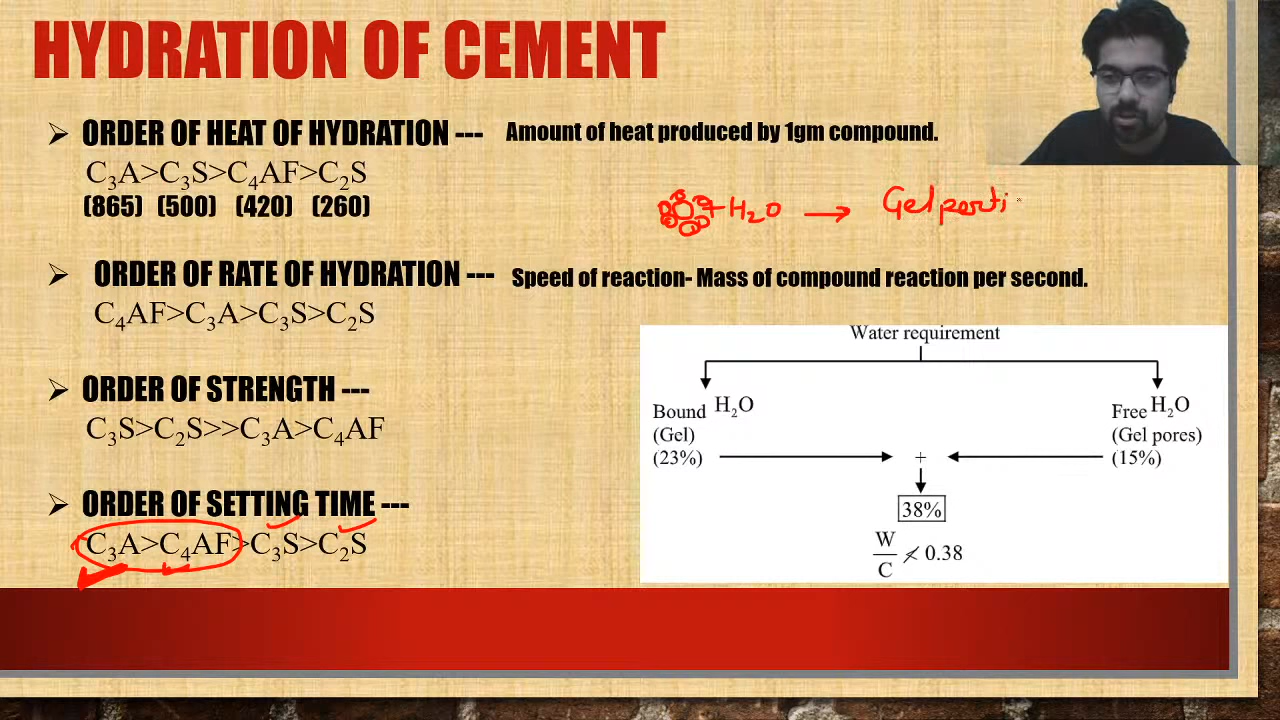 HYDRATION OF CEMENT
ORDER OF HEAT OF HYDRATION --- Amount of heat produced by 1gm compound.
C₃A>C₃S>C₄AF>C₂S
(865) (500) (420) (260)
+ H₂O → Gel parti
ORDER OF RATE OF HYDRATION --- Speed of reaction- Mass of compound reaction per second.
C₄AF>C₃A>C₃S>C₂S
ORDER OF STRENGTH ---
C₃S>C₂S>>C₃A>C₄AF
ORDER OF SETTING TIME ---
C₃A>C₄AF>C₃S>C₂S
Water requirement
Bound H₂O
(Gel)
(23%)
Free H₂O
(Gel pores)
(15%)
+
38%
W/C ≮ 0.38